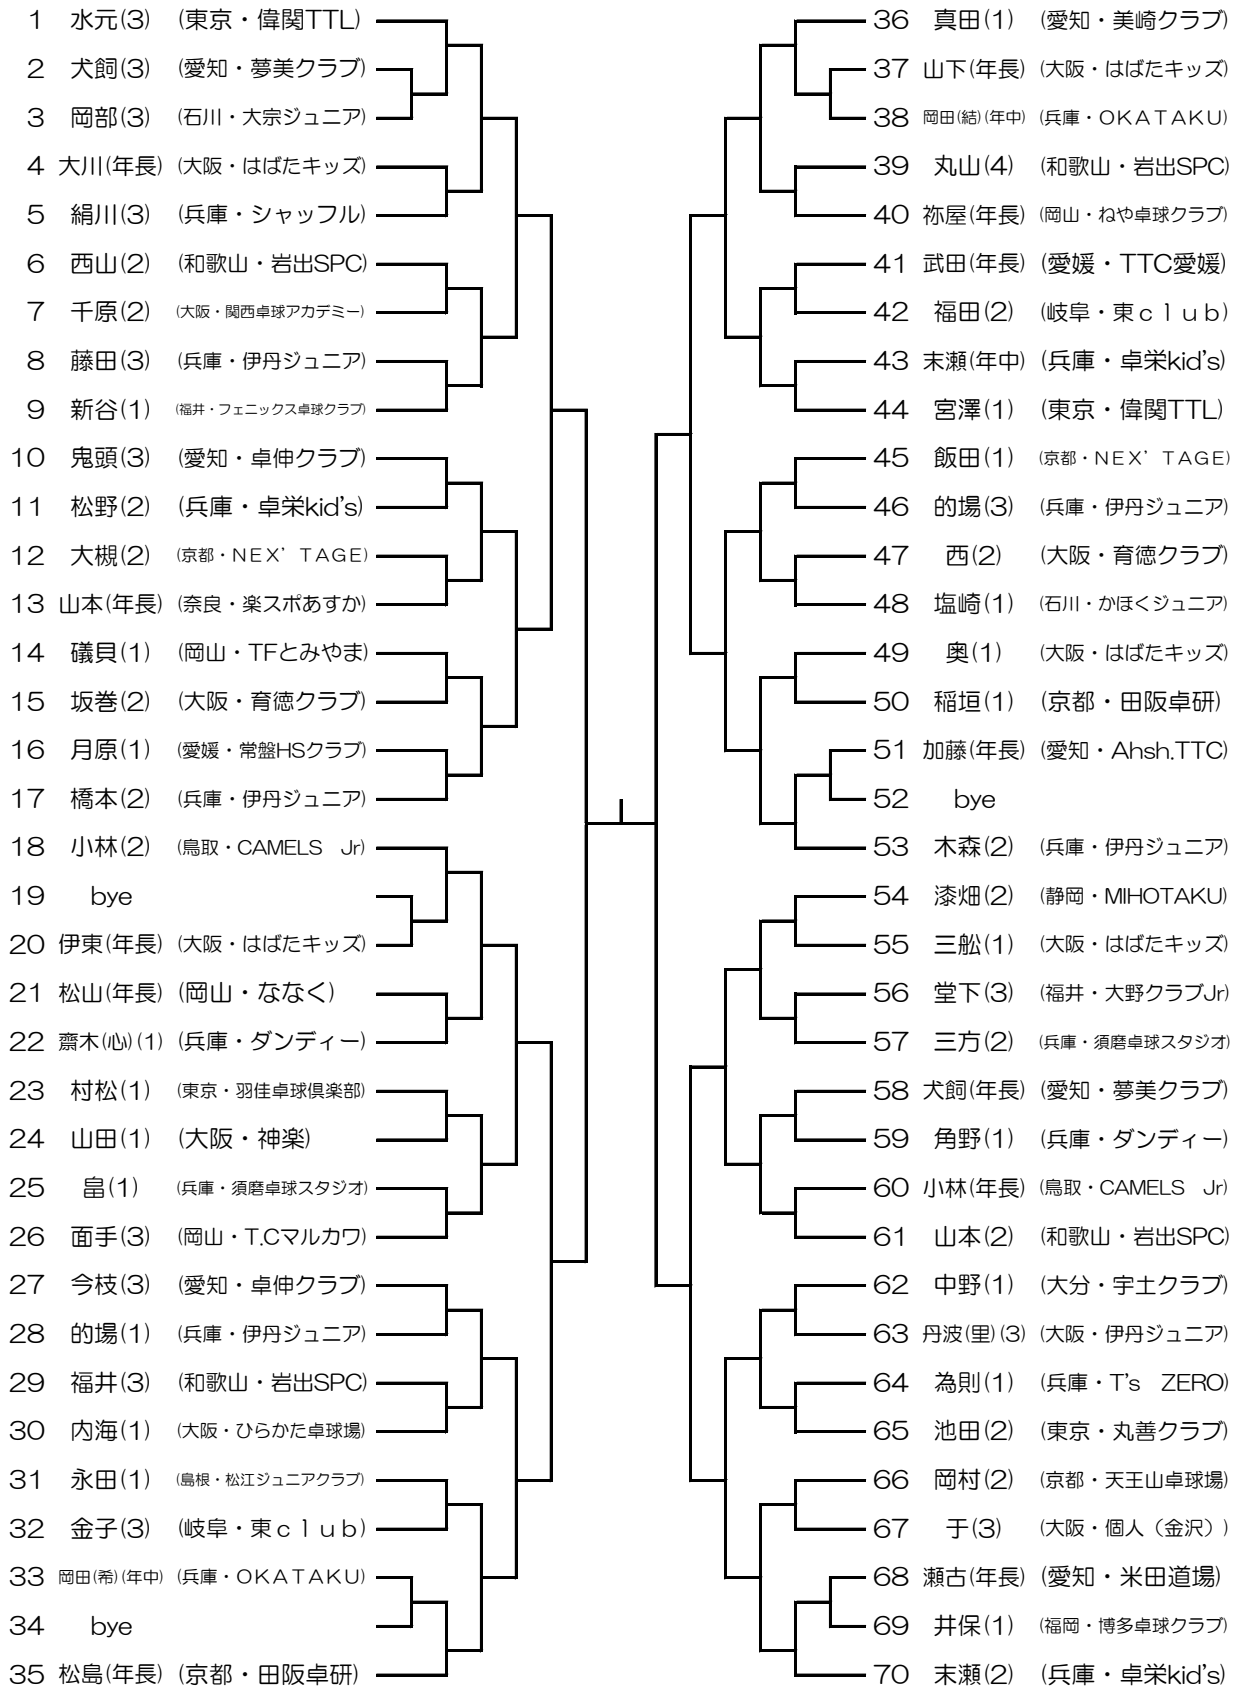 1 水元(3) (東京・偉関TTL)
2 犬飼(3) (愛知・夢美クラブ)
3 岡部(3) (石川・大宗ジュニア)
4 大川(年長) (大阪・はばたキッズ)
5 絹川(3) (兵庫・シャッフル)
6 西山(2) (和歌山・岩出SPC)
7 千原(2) (大阪・関西卓球アカデミー)
8 藤田(3) (兵庫・伊丹ジュニア)
9 新谷(1) (福井・フェニックス卓球クラブ)
10 鬼頭(3) (愛知・卓伸クラブ)
11 松野(2) (兵庫・卓栄kid's)
12 大槻(2) (京都・ＮＥＸ’ＴＡＧＥ)
13 山本(年長) (奈良・楽スポあすか)
14 礒貝(1) (岡山・TFとみやま)
15 坂巻(2) (大阪・育徳クラブ)
16 月原(1) (愛媛・常盤HSクラブ)
17 橋本(2) (兵庫・伊丹ジュニア)
18 小林(2) (鳥取・CAMELS　Jr)
19 bye
20 伊東(年長) (大阪・はばたキッズ)
21 松山(年長) (岡山・ななく)
22 齋木(心)(1) (兵庫・ダンディー)
23 村松(1) (東京・羽佳卓球倶楽部)
24 山田(1) (大阪・神楽)
25 畠(1) (兵庫・須磨卓球スタジオ)
26 面手(3) (岡山・T.Cマルカワ)
27 今枝(3) (愛知・卓伸クラブ)
28 的場(1) (兵庫・伊丹ジュニア)
29 福井(3) (和歌山・岩出SPC)
30 内海(1) (大阪・ひらかた卓球場)
31 永田(1) (島根・松江ジュニアクラブ)
32 金子(3) (岐阜・東ｃｌｕｂ)
33 岡田(希)(年中) (兵庫・ＯＫＡＴＡＫＵ)
34 bye
35 松島(年長) (京都・田阪卓研)
36 真田(1) (愛知・美崎クラブ)
37 山下(年長) (大阪・はばたキッズ)
38 岡田(結)(年中) (兵庫・ＯＫＡＴＡＫＵ)
39 丸山(4) (和歌山・岩出SPC)
40 祢屋(年長) (岡山・ねや卓球クラブ)
41 武田(年長) (愛媛・TTC愛媛)
42 福田(2) (岐阜・東ｃｌｕｂ)
43 末瀬(年中) (兵庫・卓栄kid's)
44 宮澤(1) (東京・偉関TTL)
45 飯田(1) (京都・ＮＥＸ’ＴＡＧＥ)
46 的場(3) (兵庫・伊丹ジュニア)
47 西(2) (大阪・育徳クラブ)
48 塩崎(1) (石川・かほくジュニア)
49 奥(1) (大阪・はばたキッズ)
50 稲垣(1) (京都・田阪卓研)
51 加藤(年長) (愛知・Ahsh.TTC)
52 bye
53 木森(2) (兵庫・伊丹ジュニア)
54 漆畑(2) (静岡・MIHOTAKU)
55 三舩(1) (大阪・はばたキッズ)
56 堂下(3) (福井・大野クラブJr)
57 三方(2) (兵庫・須磨卓球スタジオ)
58 犬飼(年長) (愛知・夢美クラブ)
59 角野(1) (兵庫・ダンディー)
60 小林(年長) (鳥取・CAMELS　Jr)
61 山本(2) (和歌山・岩出SPC)
62 中野(1) (大分・宇土クラブ)
63 丹波(里)(3) (大阪・伊丹ジュニア)
64 為則(1) (兵庫・T's　ZERO)
65 池田(2) (東京・丸善クラブ)
66 岡村(2) (京都・天王山卓球場)
67 于(3) (大阪・個人（金沢）)
68 瀬古(年長) (愛知・米田道場)
69 井保(1) (福岡・博多卓球クラブ)
70 末瀬(2) (兵庫・卓栄kid's)